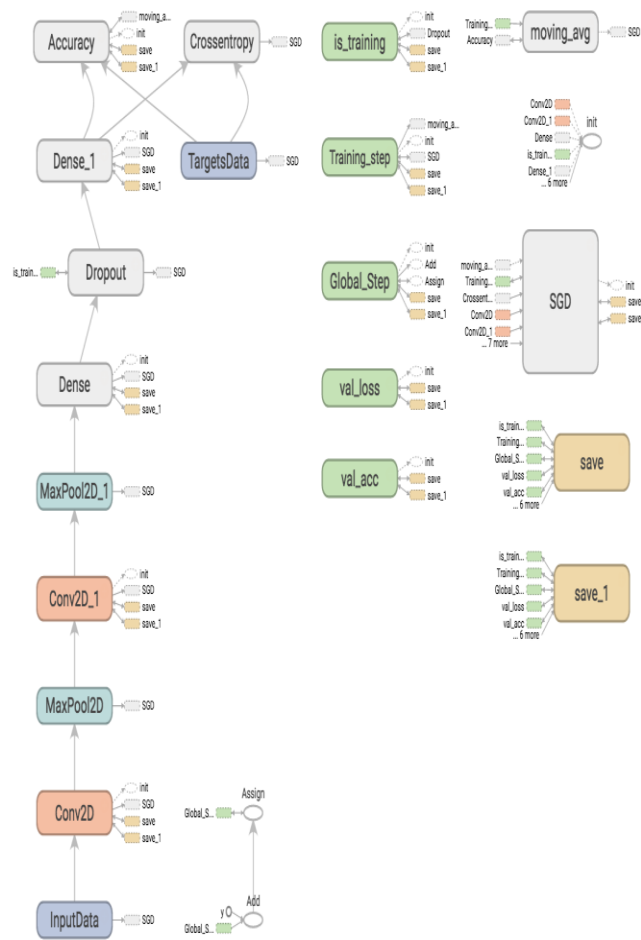 Accuracy
moving_a...
init
save
save_1
Crossentropy
SGD
Dense_1
init
SGD
save
save_1
TargetsData
SGD
is_train...
Dropout
SGD
Dense
init
SGD
save
save_1
MaxPool2D_1
SGD
Conv2D_1
init
SGD
save
save_1
MaxPool2D
SGD
Conv2D
init
SGD
save
save_1
InputData
SGD
Assign
Global_S...
Add
y
Global_S...
is_training
init
Dropout
save
save_1
Training_step
moving_a...
init
SGD
save
save_1
Global_Step
init
Add
Assign
save
save_1
val_loss
init
save
save_1
val_acc
init
save
save_1
Training...
Accuracy
moving_avg
SGD
Conv2D
Conv2D_1
Dense
is_train...
Dense_1
... 6 more
init
moving_a...
Training...
Crossent...
Conv2D
Conv2D_1
... 7 more
SGD
init
save
save
is_train...
Training...
Global_S...
val_loss
val_acc
... 6 more
save
is_train...
Training...
Global_S...
val_loss
val_acc
... 6 more
save_1